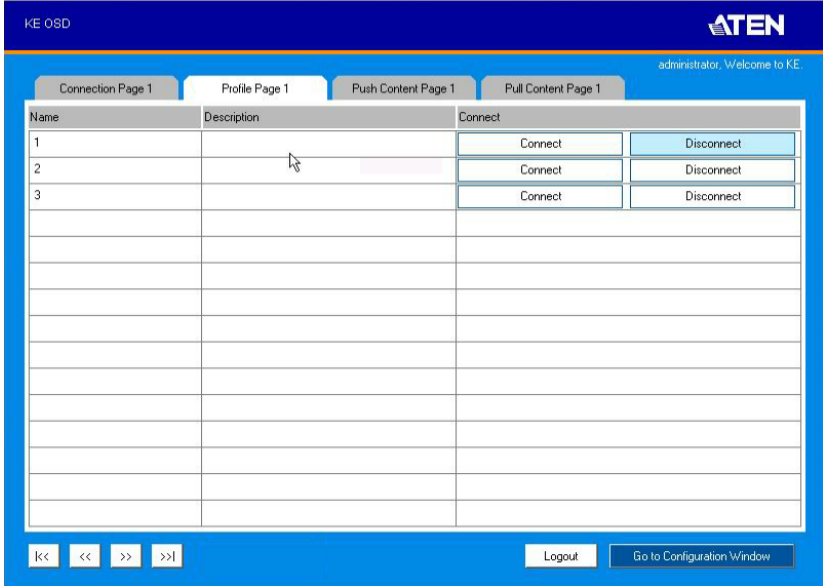 KE OSD
ATEN
administrator, Welcome to KE.
Connection Page 1 Profile Page 1 Push Content Page 1 Pull Content Page 1
Name Description Connect
1 Connect Disconnect
2 Connect Disconnect
3 Connect Disconnect
|<< << >> >>| Logout Go to Configuration Window